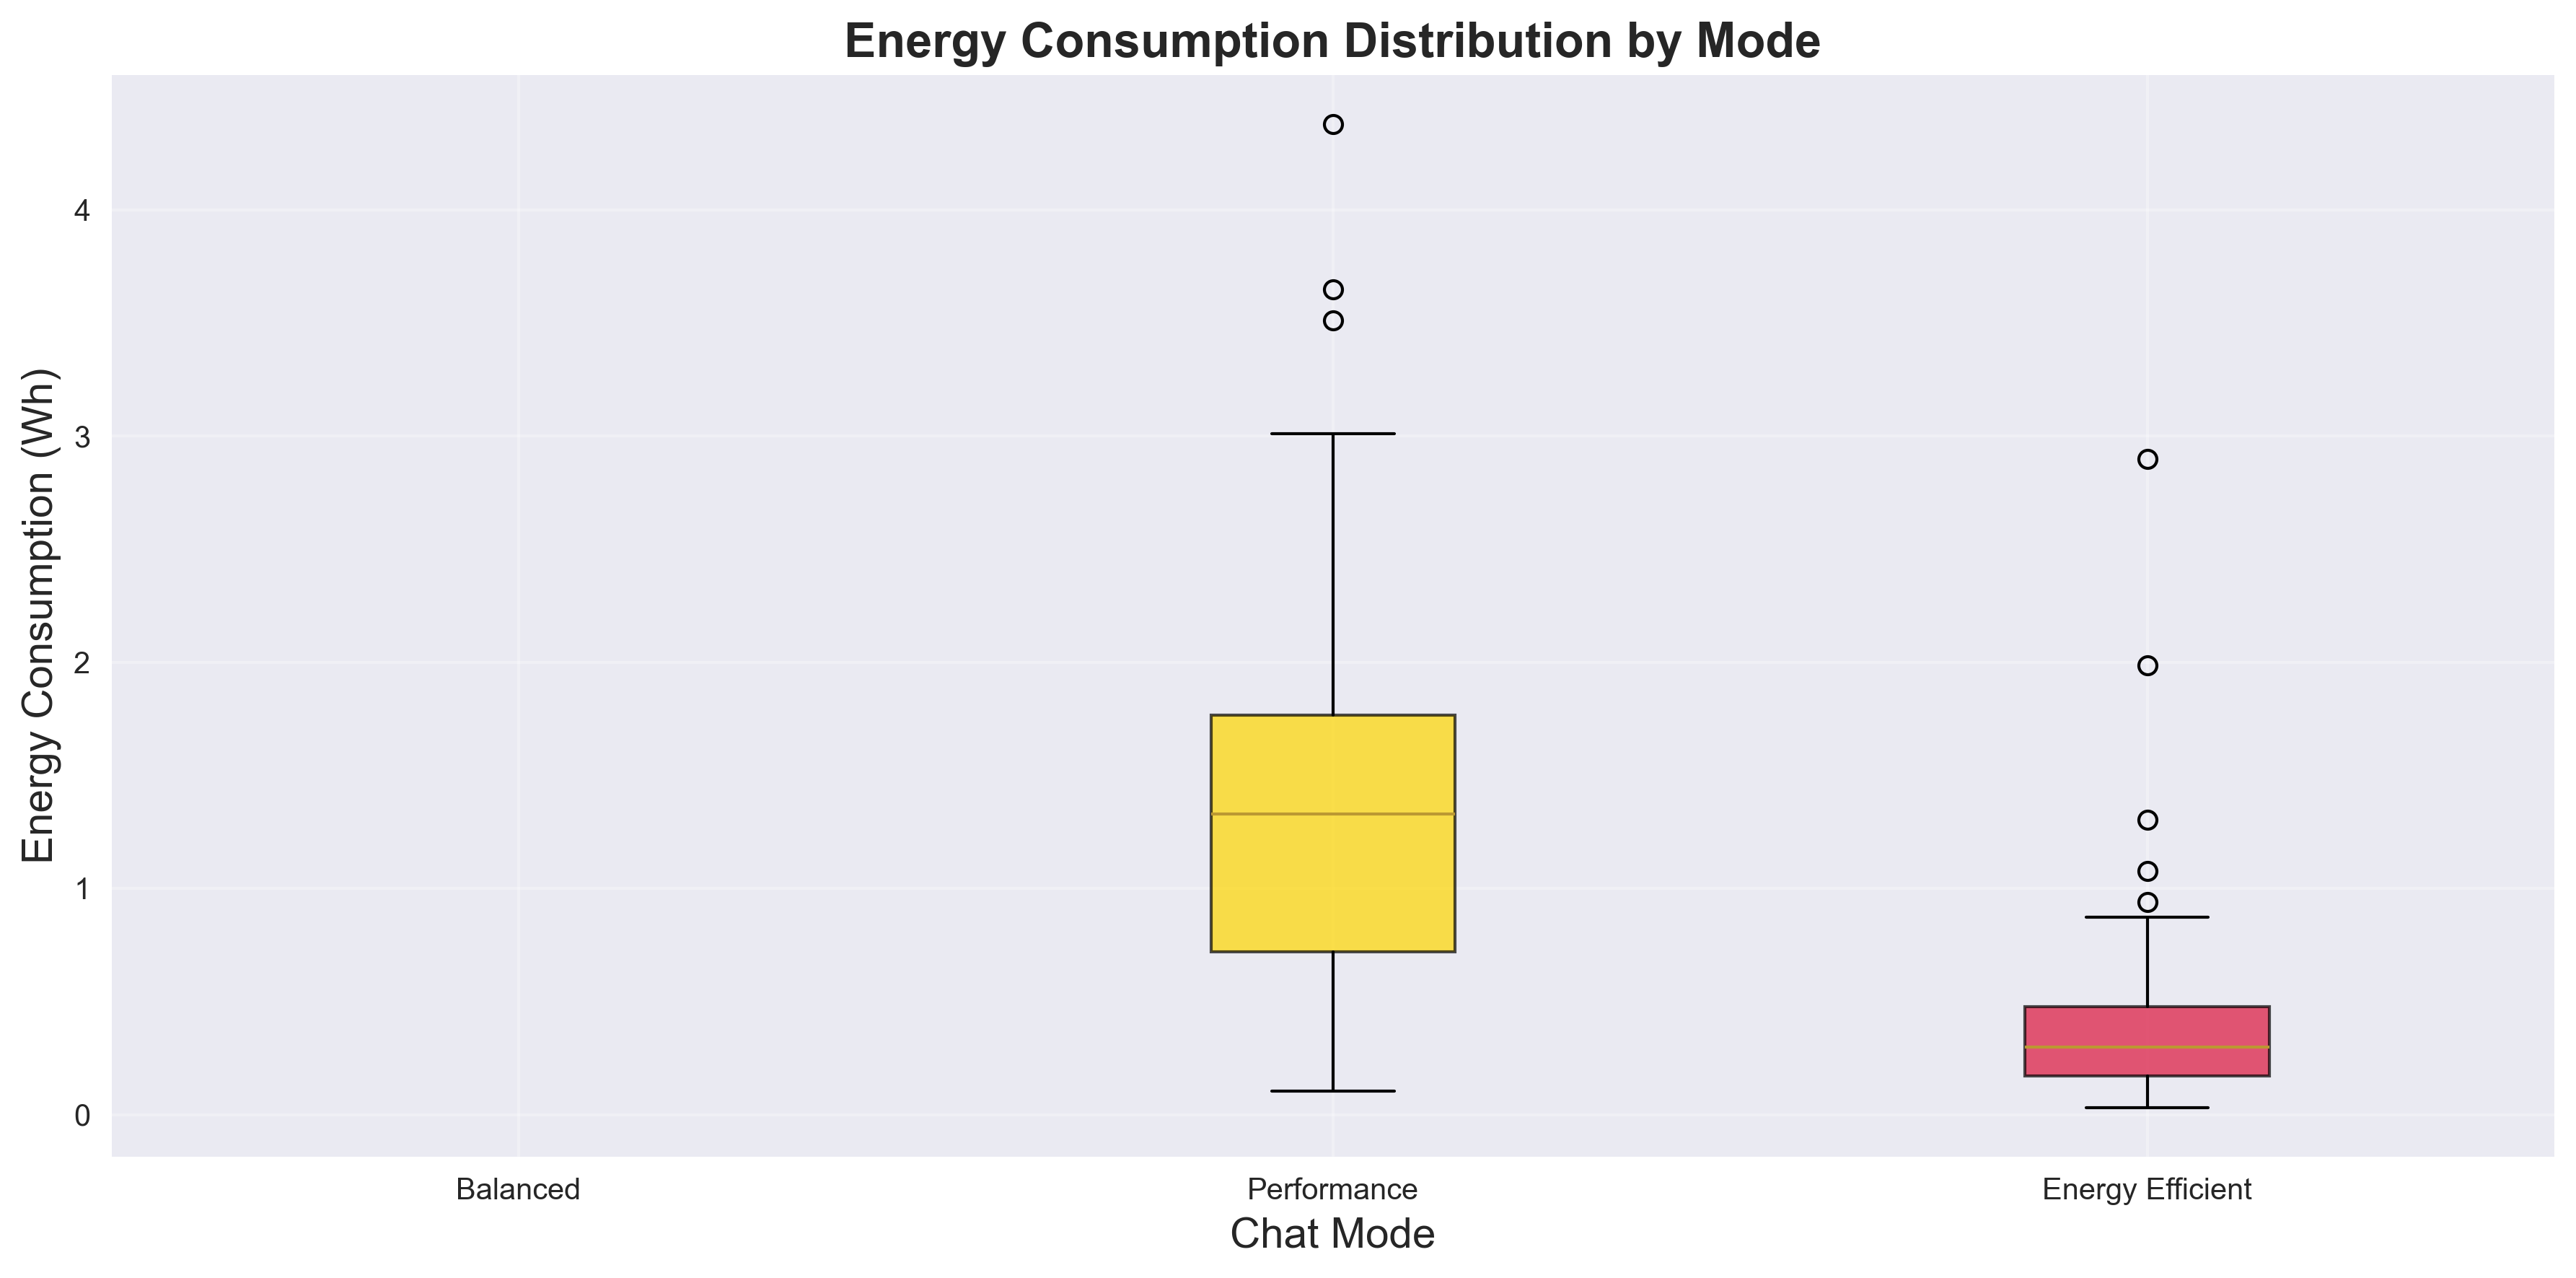 Energy Consumption Distribution by Mode
Energy Consumption (Wh)
4
3
2
1
0
Balanced
Performance
Energy Efficient
Chat Mode